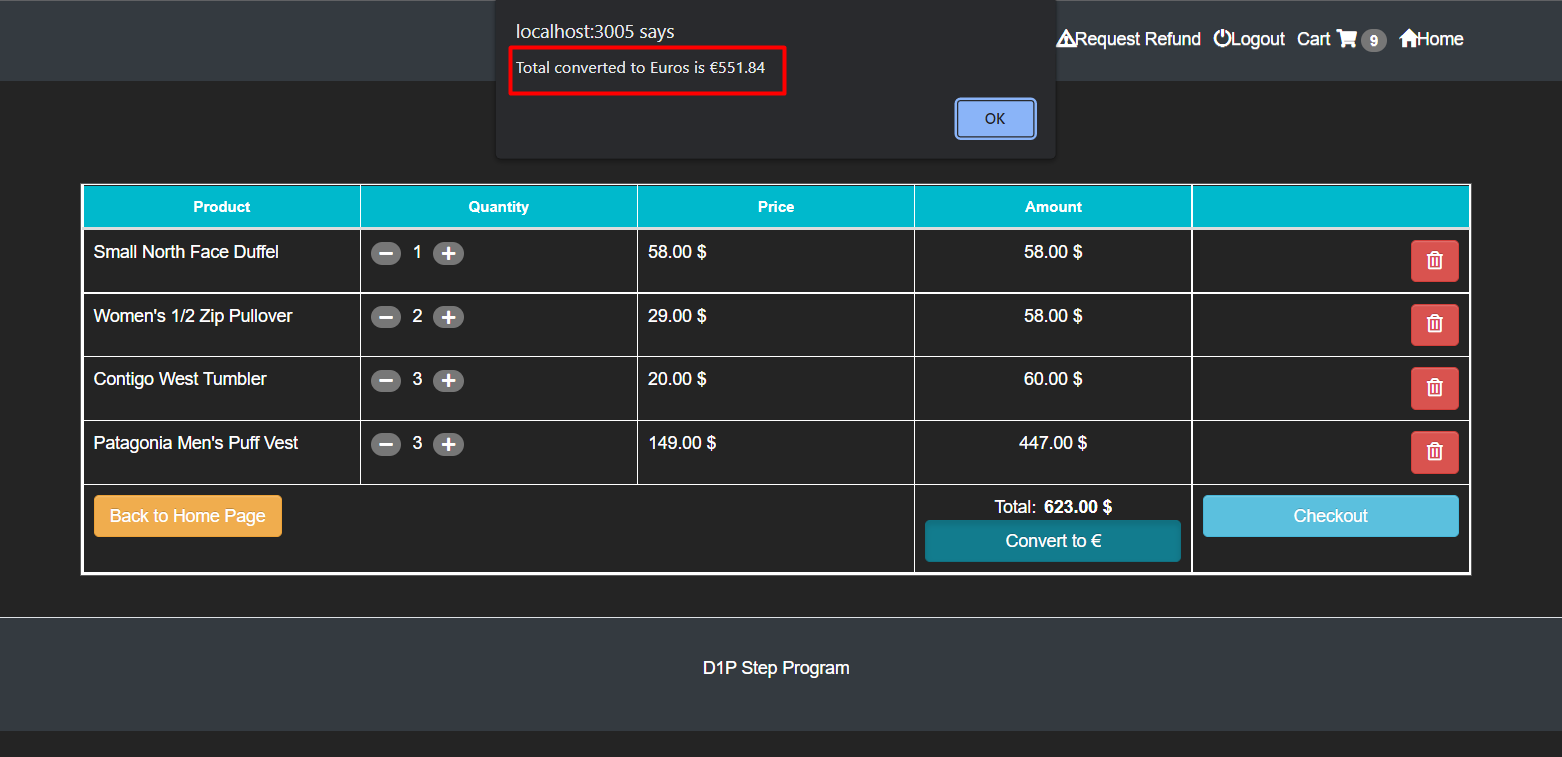 localhost:3005 says
Total converted to Euros is €551.84
OK
Request Refund Logout Cart 9 Home
Product Quantity Price Amount
Small North Face Duffel 1 58.00 $ 58.00 $
Women's 1/2 Zip Pullover 2 29.00 $ 58.00 $
Contigo West Tumbler 3 20.00 $ 60.00 $
Patagonia Men's Puff Vest 3 149.00 $ 447.00 $
Back to Home Page
Total: 623.00 $
Convert to €
Checkout
D1P Step Program